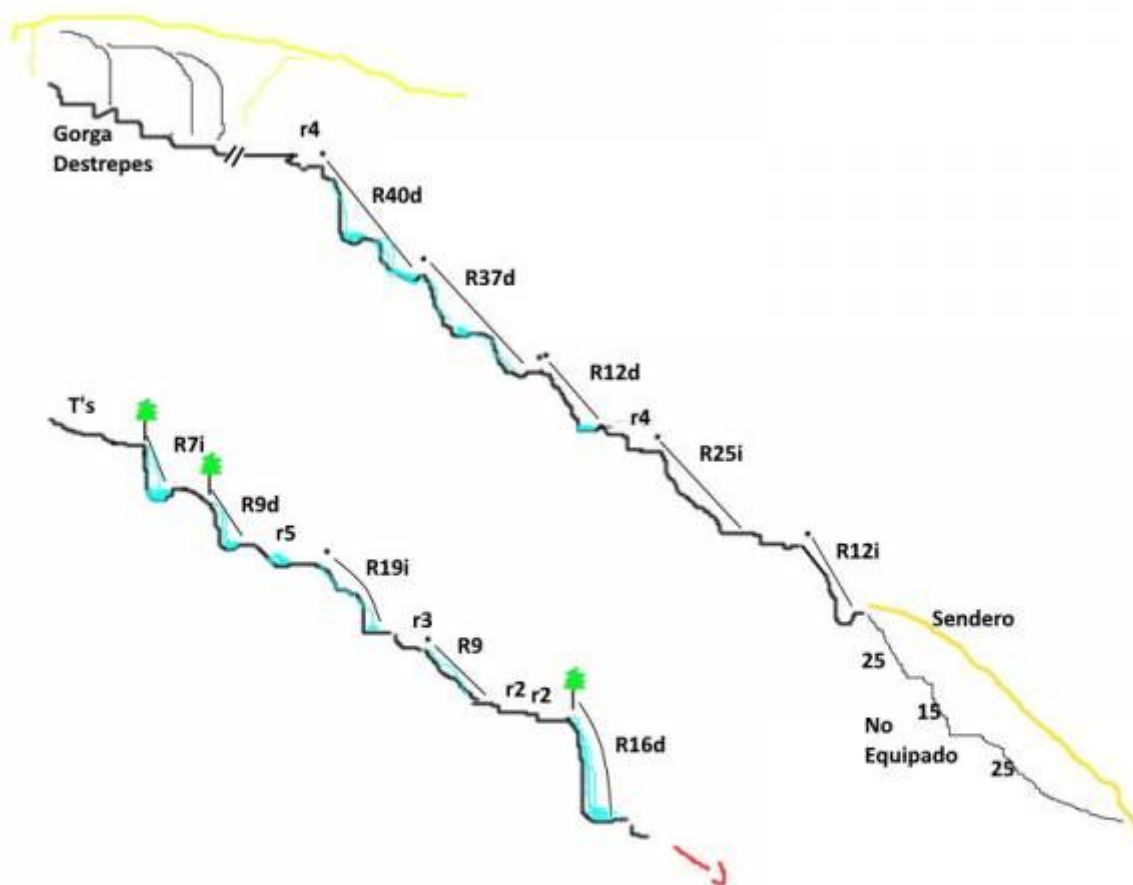 Gorga
Destrepes
r4
R40d
R37d
R12d
r4
R25i
R12i
Sendero
25
15
No
Equipado
25
T's
R7i
R9d
r5
R19i
r3
R9
r2 r2
R16d